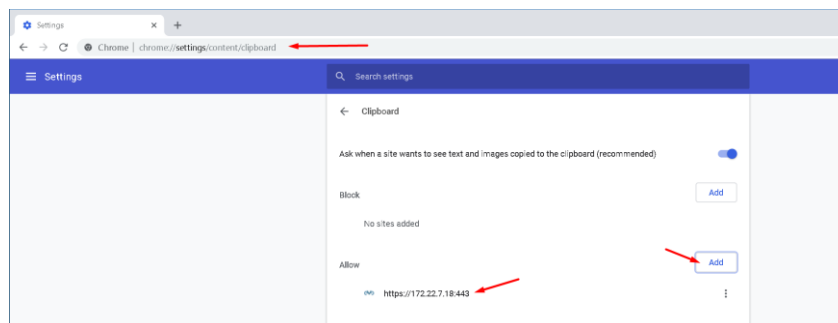 Settings
Chrome | chrome://settings/content/clipboard
Settings
Search settings
Clipboard
Ask when a site wants to see text and images copied to the clipboard (recommended)
Block
Add
No sites added
Allow
Add
https://172.22.7.18:443